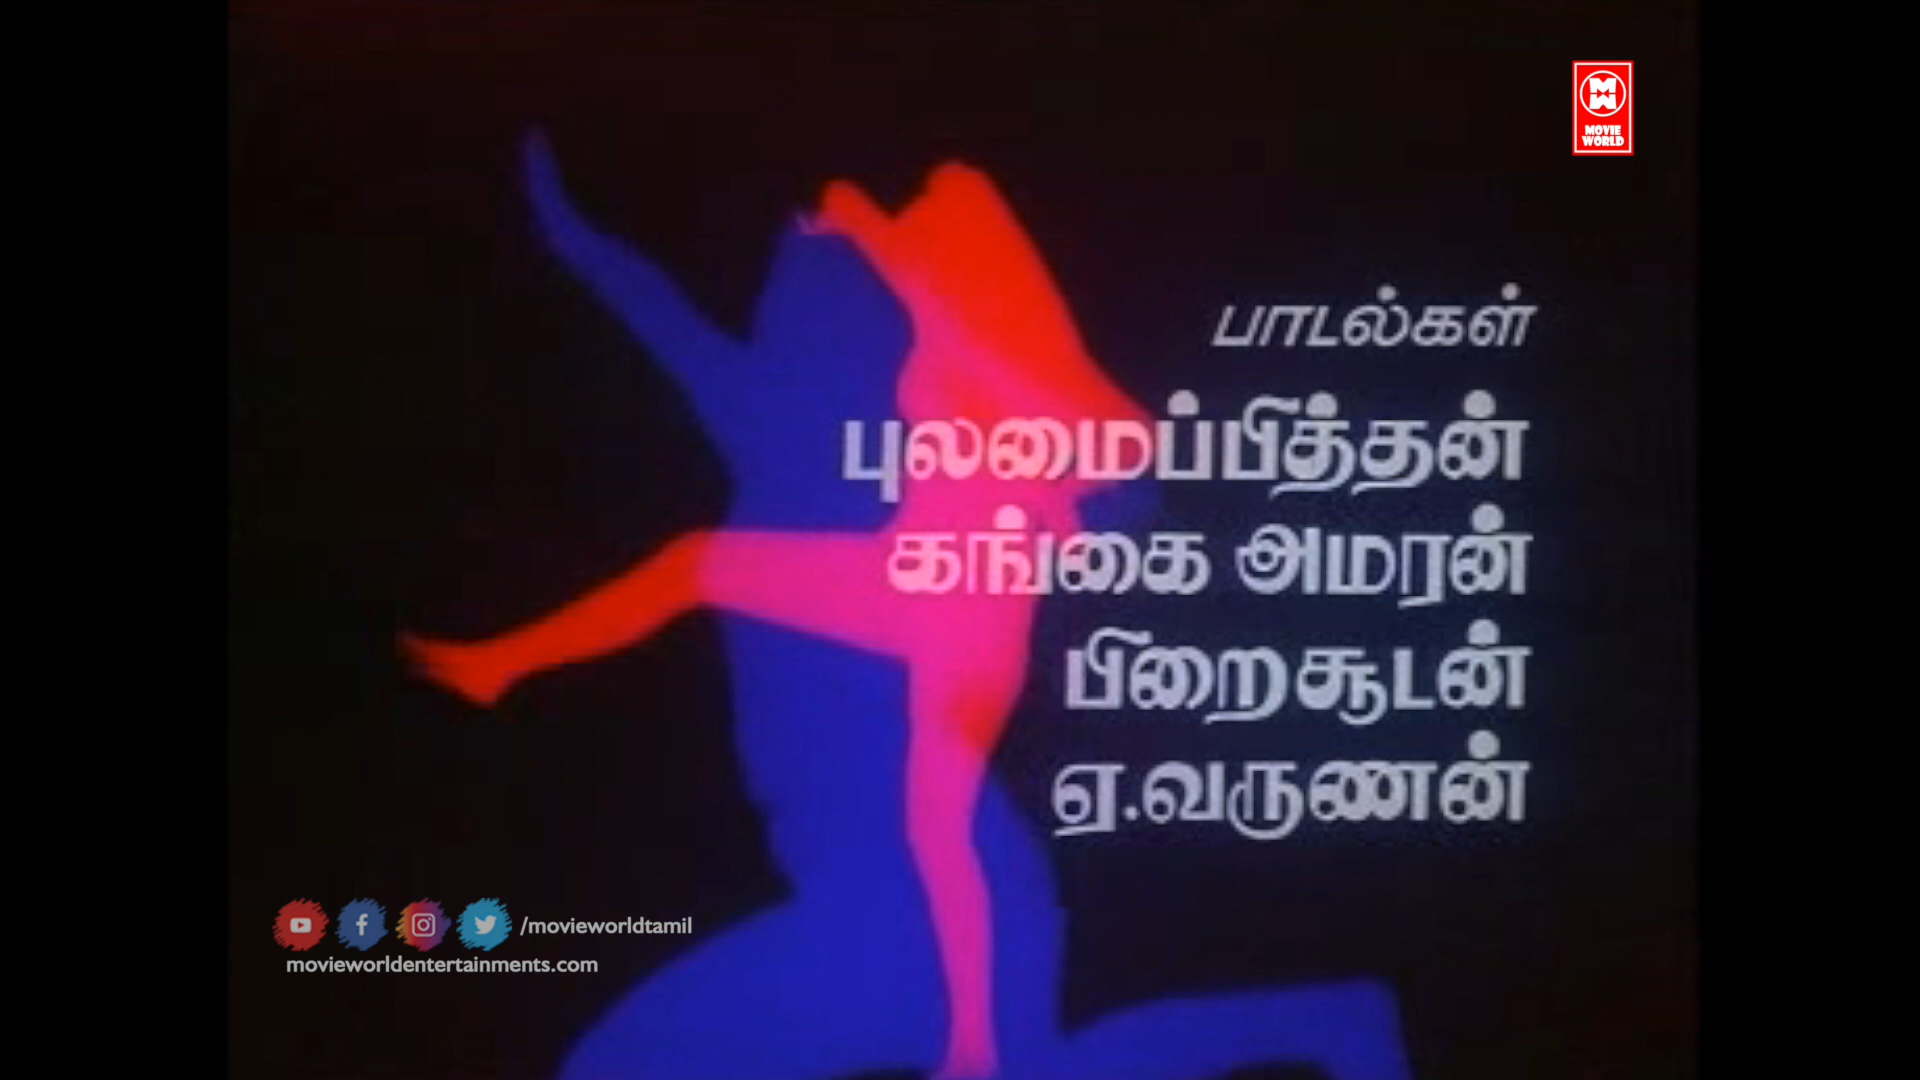 MOVIE
WORLD
பாடல்கள்
புலமைப்பித்தன்
கங்கை அமரன்
பிறைசூடன்
ஏ.வருணன்
/movieworldtamil
movieworldentertainments.com